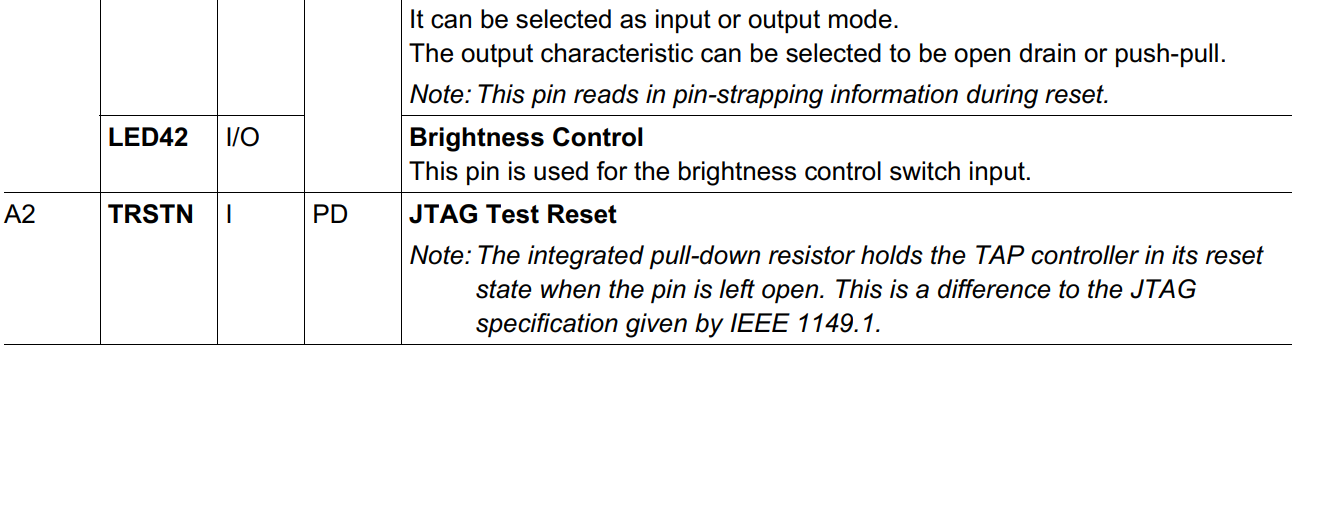 It can be selected as input or output mode.
The output characteristic can be selected to be open drain or push-pull.
Note: This pin reads in pin-strapping information during reset.
LED42 I/O Brightness Control
This pin is used for the brightness control switch input.
A2 TRSTN I PD JTAG Test Reset
Note: The integrated pull-down resistor holds the TAP controller in its reset
state when the pin is left open. This is a difference to the JTAG
specification given by IEEE 1149.1.